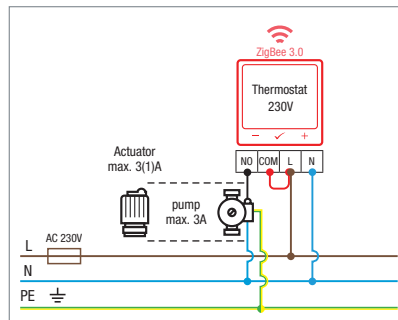 ZigBee 3.0
Thermostat
230V
− ✓ +
NO COM L N
Actuator
max. 3(1)A
pump
max. 3A
L AC 230V
N
PE